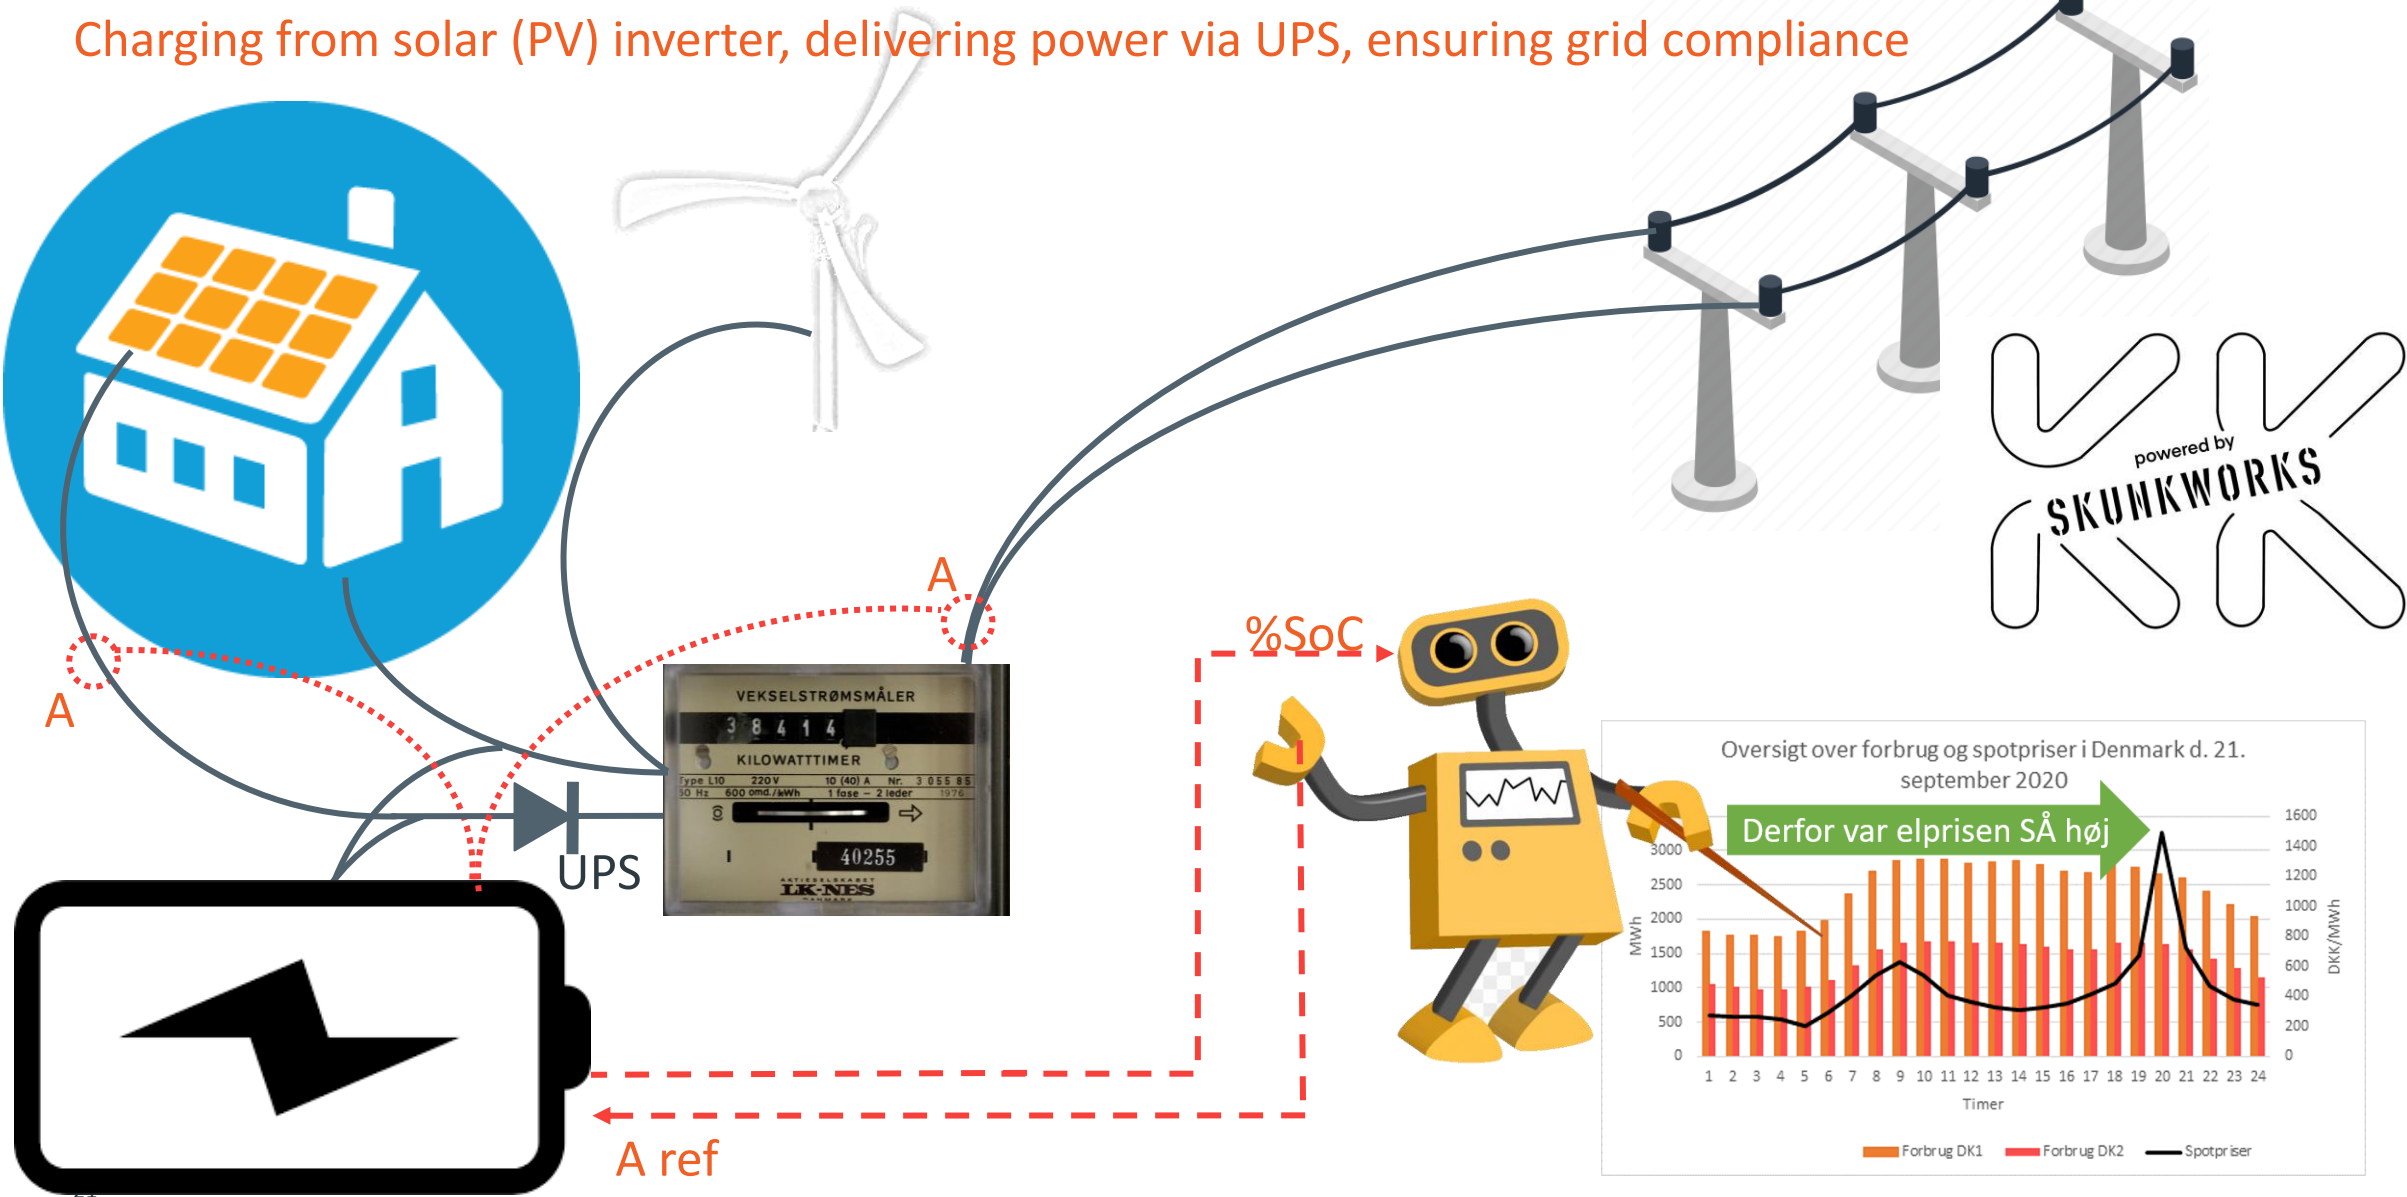 Charging from solar (PV) inverter, delivering power via UPS, ensuring grid compliance
powered by
SKUNKWORKS
A
%SoC
A
VEKSELSTRØMSMÅLER
3 8 4 1 4
KILOWATTTIMER
Type L10 220 V 10 (40) A Nr. 3 055 85
50 Hz 600 omd./kWh 1 fase – 2 leder 1976
40255
AKTIESELSKABET
LK-NES
DANMARK
UPS
Oversigt over forbrug og spotpriser i Denmark d. 21.
september 2020
Derfor var elprisen SÅ høj
3000
2500
2000
1500
1000
500
0
MWh
1600
1400
1200
1000
800
600
400
200
0
DKK/MWh
1 2 3 4 5 6 7 8 9 10 11 12 13 14 15 16 17 18 19 20 21 22 23 24
Timer
Forbrug DK1 Forbrug DK2 Spotpriser
A ref